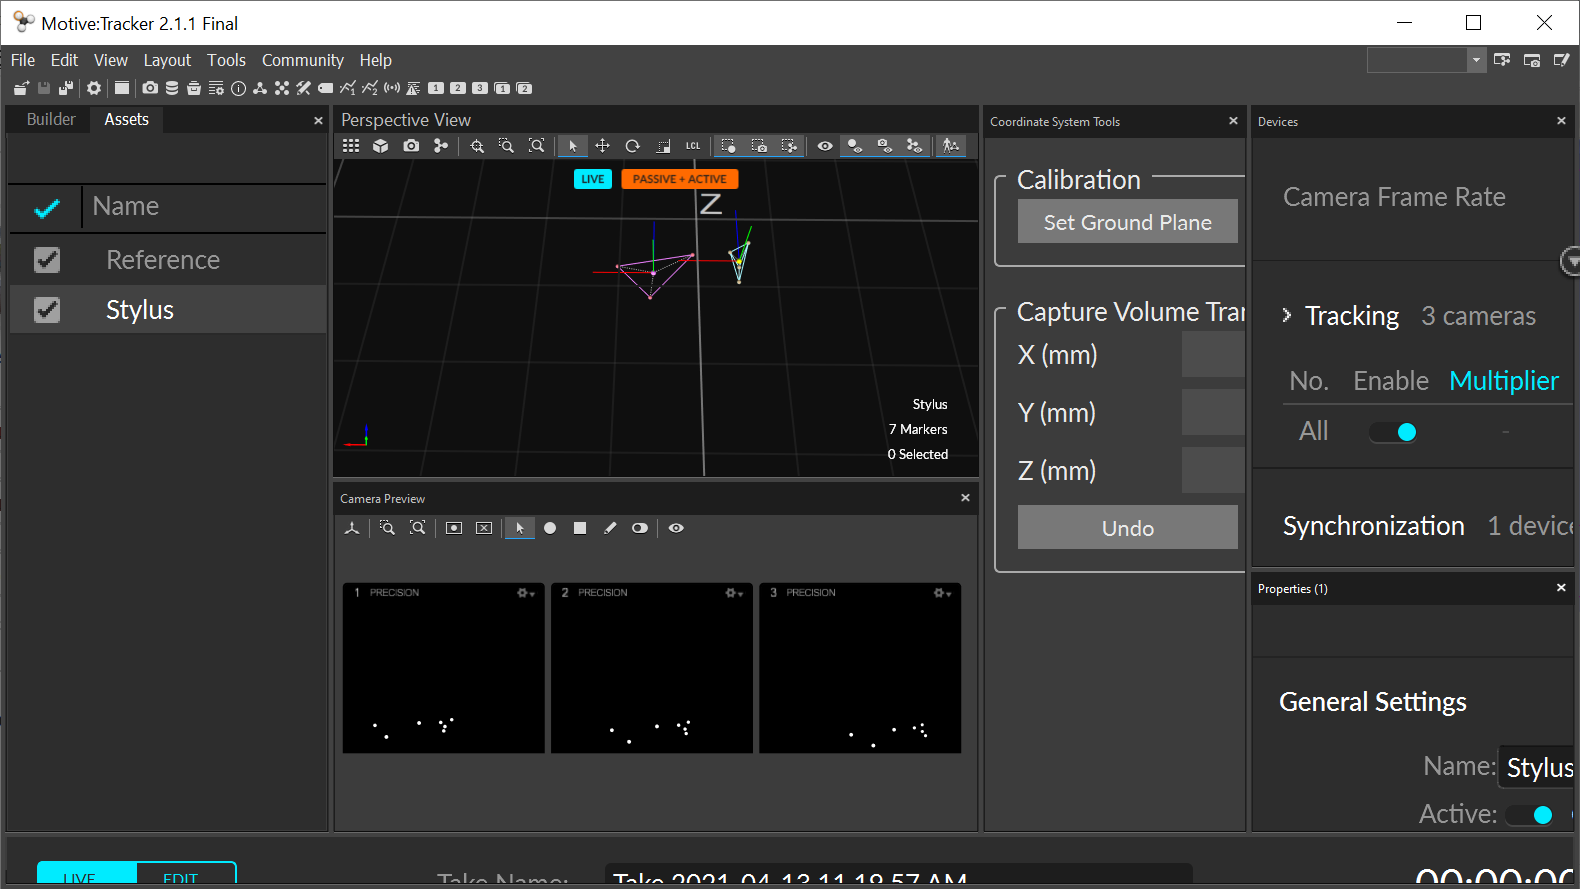 Motive:Tracker 2.1.1 Final
File Edit View Layout Tools Community Help
1 2 3 1 2
Builder Assets
Name
Reference
Stylus
Perspective View
LCL
LIVE PASSIVE + ACTIVE
Z
Stylus
7 Markers
0 Selected
Camera Preview
1 PRECISION
2 PRECISION
3 PRECISION
Coordinate System Tools
Calibration
Set Ground Plane
Capture Volume Tra
X (mm)
Y (mm)
Z (mm)
Undo
Devices
Camera Frame Rate
Tracking 3 cameras
No. Enable Multiplier
All -
Synchronization 1 device
Properties (1)
General Settings
Name: Stylus
Active:
LIVE EDIT
Take Name: Take 2021-04-13 11.19.57 AM
00:00:00